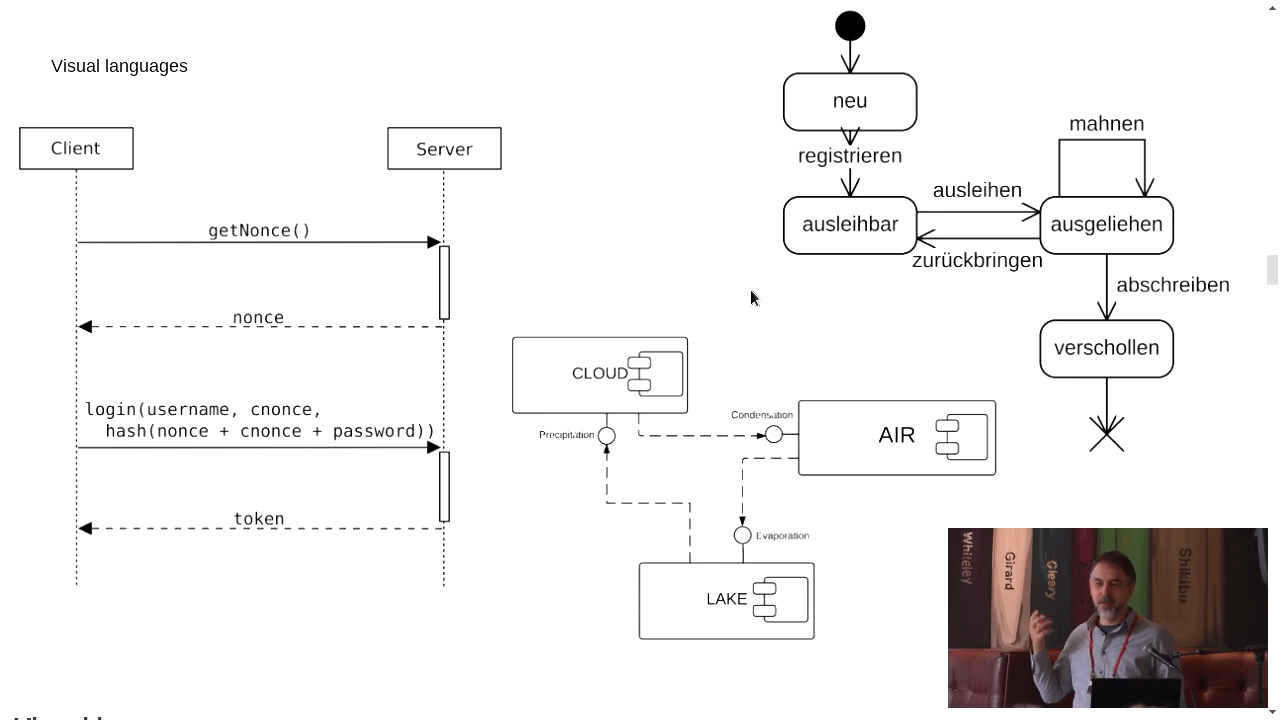 Visual languages
Client
Server
getNonce()
nonce
login(username, cnonce,
hash(nonce + cnonce + password))
token
neu
registrieren
ausleihbar
ausleihen
zurückbringen
mahnen
ausgeliehen
abschreiben
verschollen
CLOUD
Precipitation
Condensation
AIR
Evaporation
LAKE
Whiteley
Girard
Cleary
Shikibu